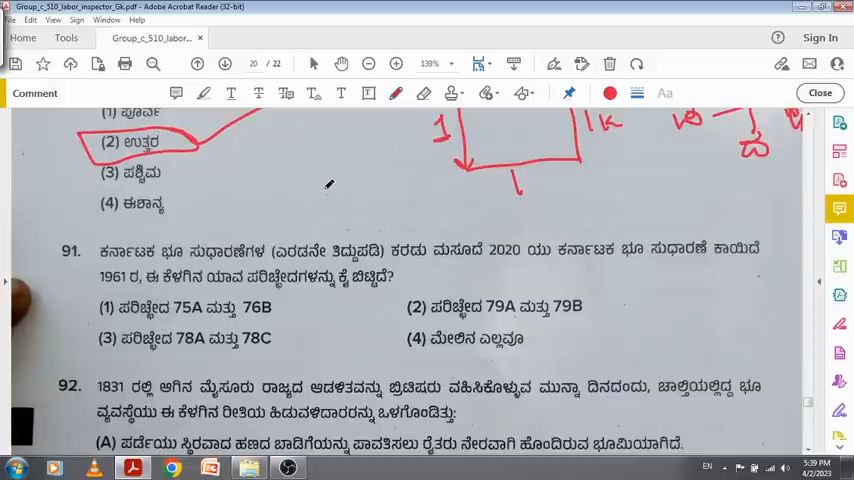 Group_c_510_labor_inspector_Gk.pdf - Adobe Acrobat Reader (32-bit)
File Edit View Sign Window Help
Home Tools Group_c_510_labor... × Sign In
20 / 22 139%
Comment Aa Close
(1) ಪೂರ್ವ
(2) ಉತ್ತರ
(3) ಪಶ್ಚಿಮ
(4) ಈಶಾನ್ಯ
91. ಕರ್ನಾಟಕ ಭೂ ಸುಧಾರಣೆಗಳ (ಎರಡನೇ ತಿದ್ದುಪಡಿ) ಕರಡು ಮಸೂದೆ 2020 ಯು ಕರ್ನಾಟಕ ಭೂ ಸುಧಾರಣೆ ಕಾಯಿದೆ
1961 ರ, ಈ ಕೆಳಗಿನ ಯಾವ ಪರಿಚ್ಛೇದಗಳನ್ನು ಕೈ ಬಿಟ್ಟಿದೆ?
(1) ಪರಿಚ್ಛೇದ 75A ಮತ್ತು 76B (2) ಪರಿಚ್ಛೇದ 79A ಮತ್ತು 79B
(3) ಪರಿಚ್ಛೇದ 78A ಮತ್ತು 78C (4) ಮೇಲಿನ ಎಲ್ಲವೂ
92. 1831 ರಲ್ಲಿ ಆಗಿನ ಮೈಸೂರು ರಾಜ್ಯದ ಆಡಳಿತವನ್ನು ಬ್ರಿಟಿಷರು ವಹಿಸಿಕೊಳ್ಳುವ ಮುನ್ನಾ ದಿನದಂದು, ಚಾಲ್ತಿಯಲ್ಲಿದ್ದ ಭೂ
ವ್ಯವಸ್ಥೆಯು ಈ ಕೆಳಗಿನ ರೀತಿಯ ಹಿಡುವಳಿದಾರರನ್ನು ಒಳಗೊಂಡಿತ್ತು:
(A) ಪರ್ಡೆಯು ಸ್ಥಿರವಾದ ಹಣದ ಬಾಡಿಗೆಯನ್ನು ಪಾವತಿಸಲು ರೈತರು ನೇರವಾಗಿ ಹೊಂದಿರುವ ಭೂಮಿಯಾಗಿದೆ.
EN 5:39 PM
4/2/2023